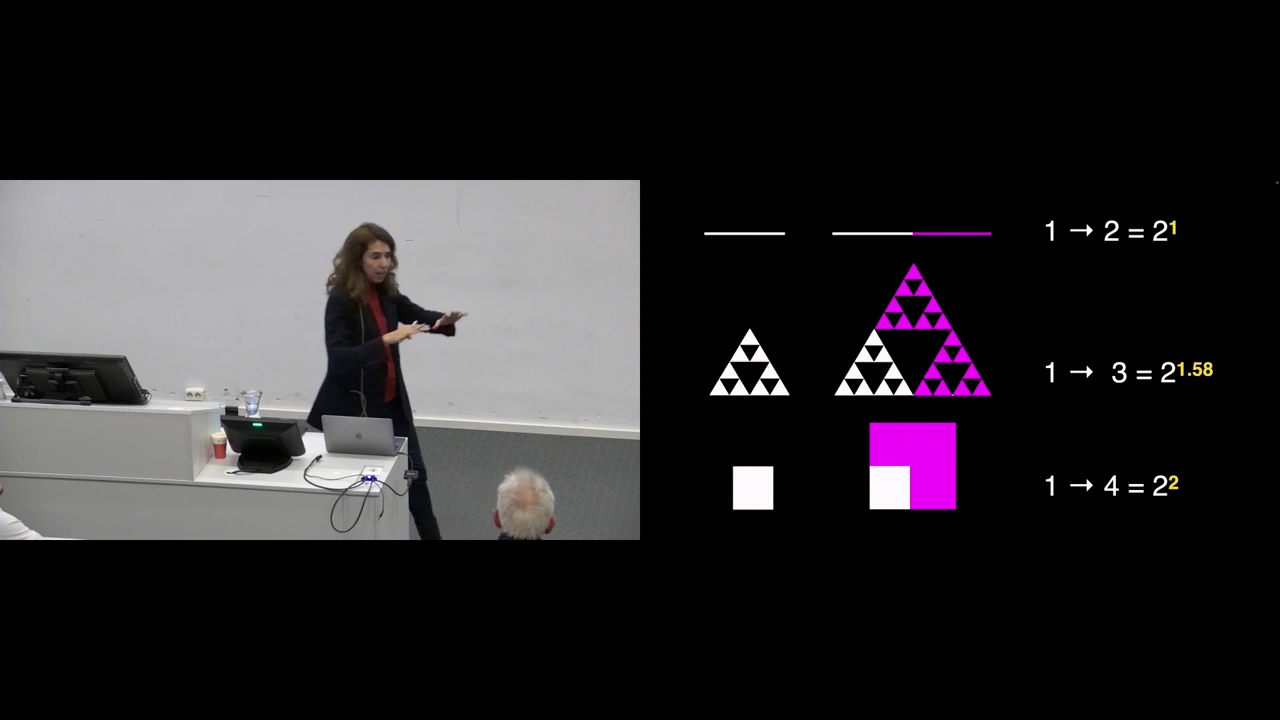 1 → 2 = 2¹
1 → 3 = 2¹·⁵⁸
1 → 4 = 2²